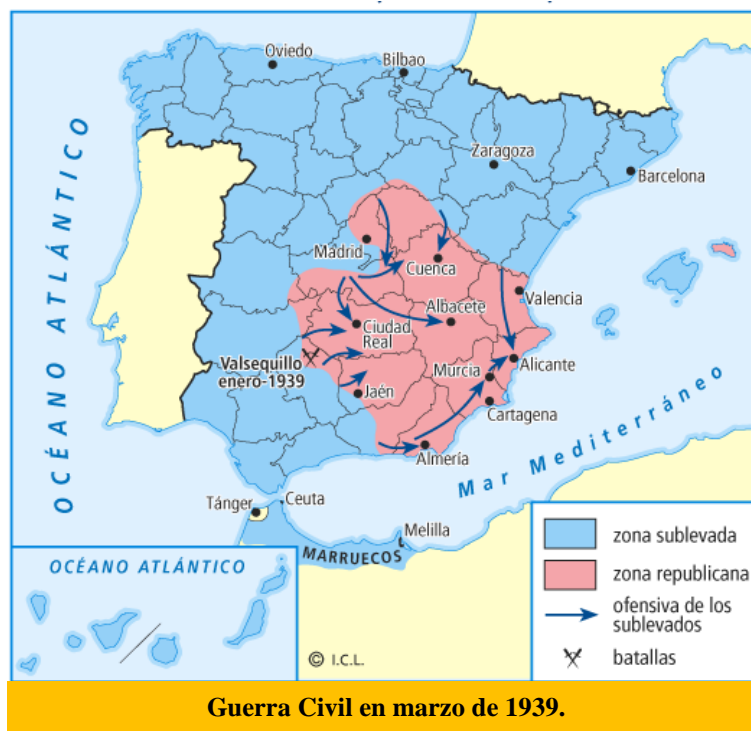 Oviedo
Bilbao
Zaragoza
Barcelona
OCÉANO ATLÁNTICO
Madrid
Cuenca
Valencia
Albacete
Ciudad
Real
Valsequillo
enero-1939
Murcia
Alicante
Jaén
Cartagena
Almería
Mar Mediterráneo
Tánger
Ceuta
Melilla
MARRUECOS
OCÉANO ATLÁNTICO
© I.C.L.
zona sublevada
zona republicana
ofensiva de los
sublevados
batallas
Guerra Civil en marzo de 1939.